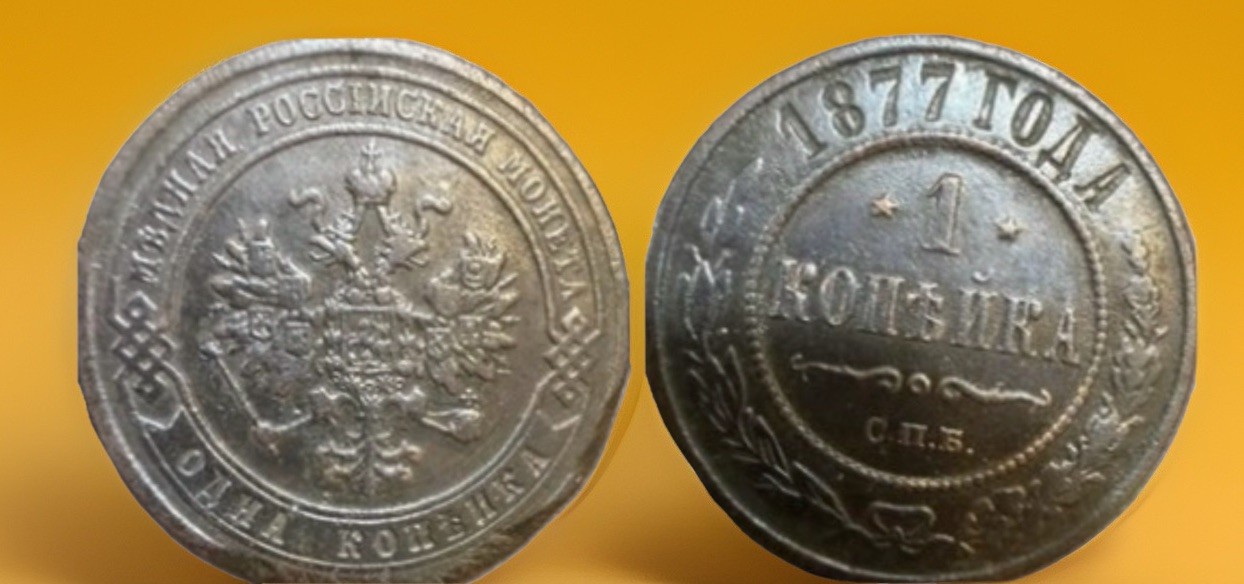 МѢДНАЯ РОССІЙСКАЯ МОНЕТА
ОДНА КОПѢЙКА
1877 ГОДА
1
КОПѢЙКА
С.П.Б.